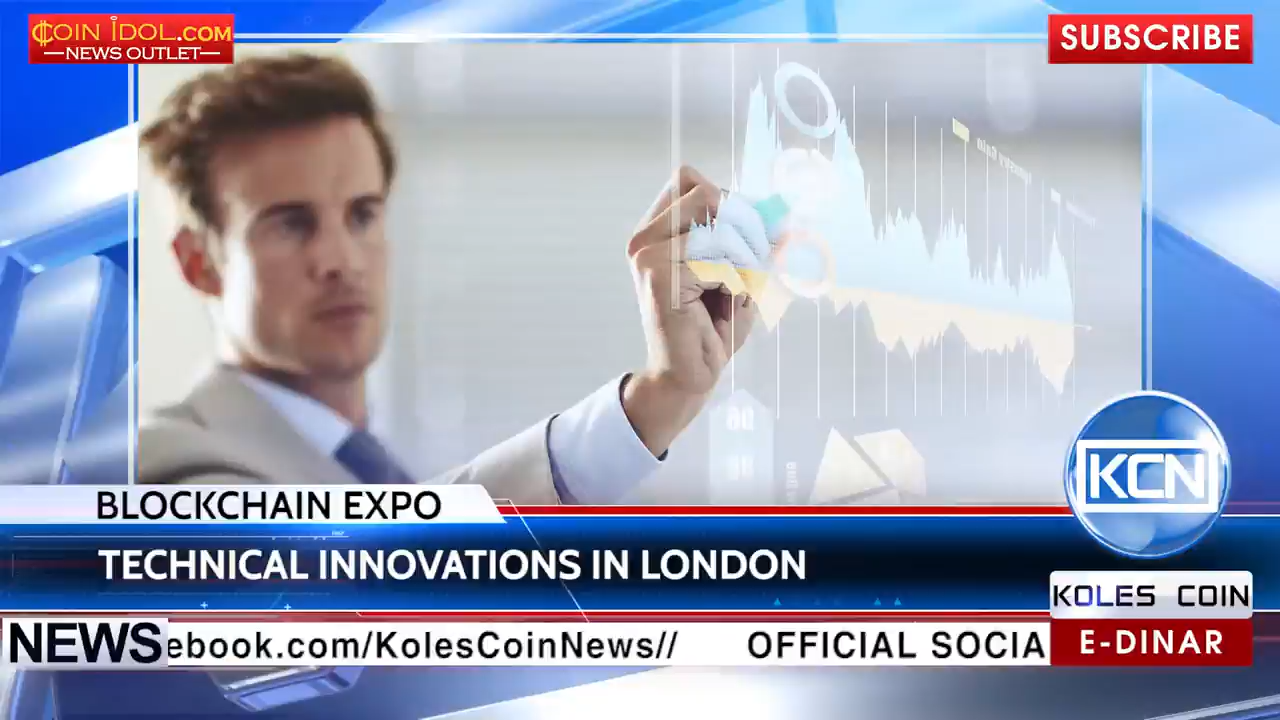 COIN IDOL.COM
NEWS OUTLET
SUBSCRIBE
KCN
BLOCKCHAIN EXPO
TECHNICAL INNOVATIONS IN LONDON
KOLES COIN
NEWS ebook.com/KolesCoinNews// OFFICIAL SOCIA
E-DINAR